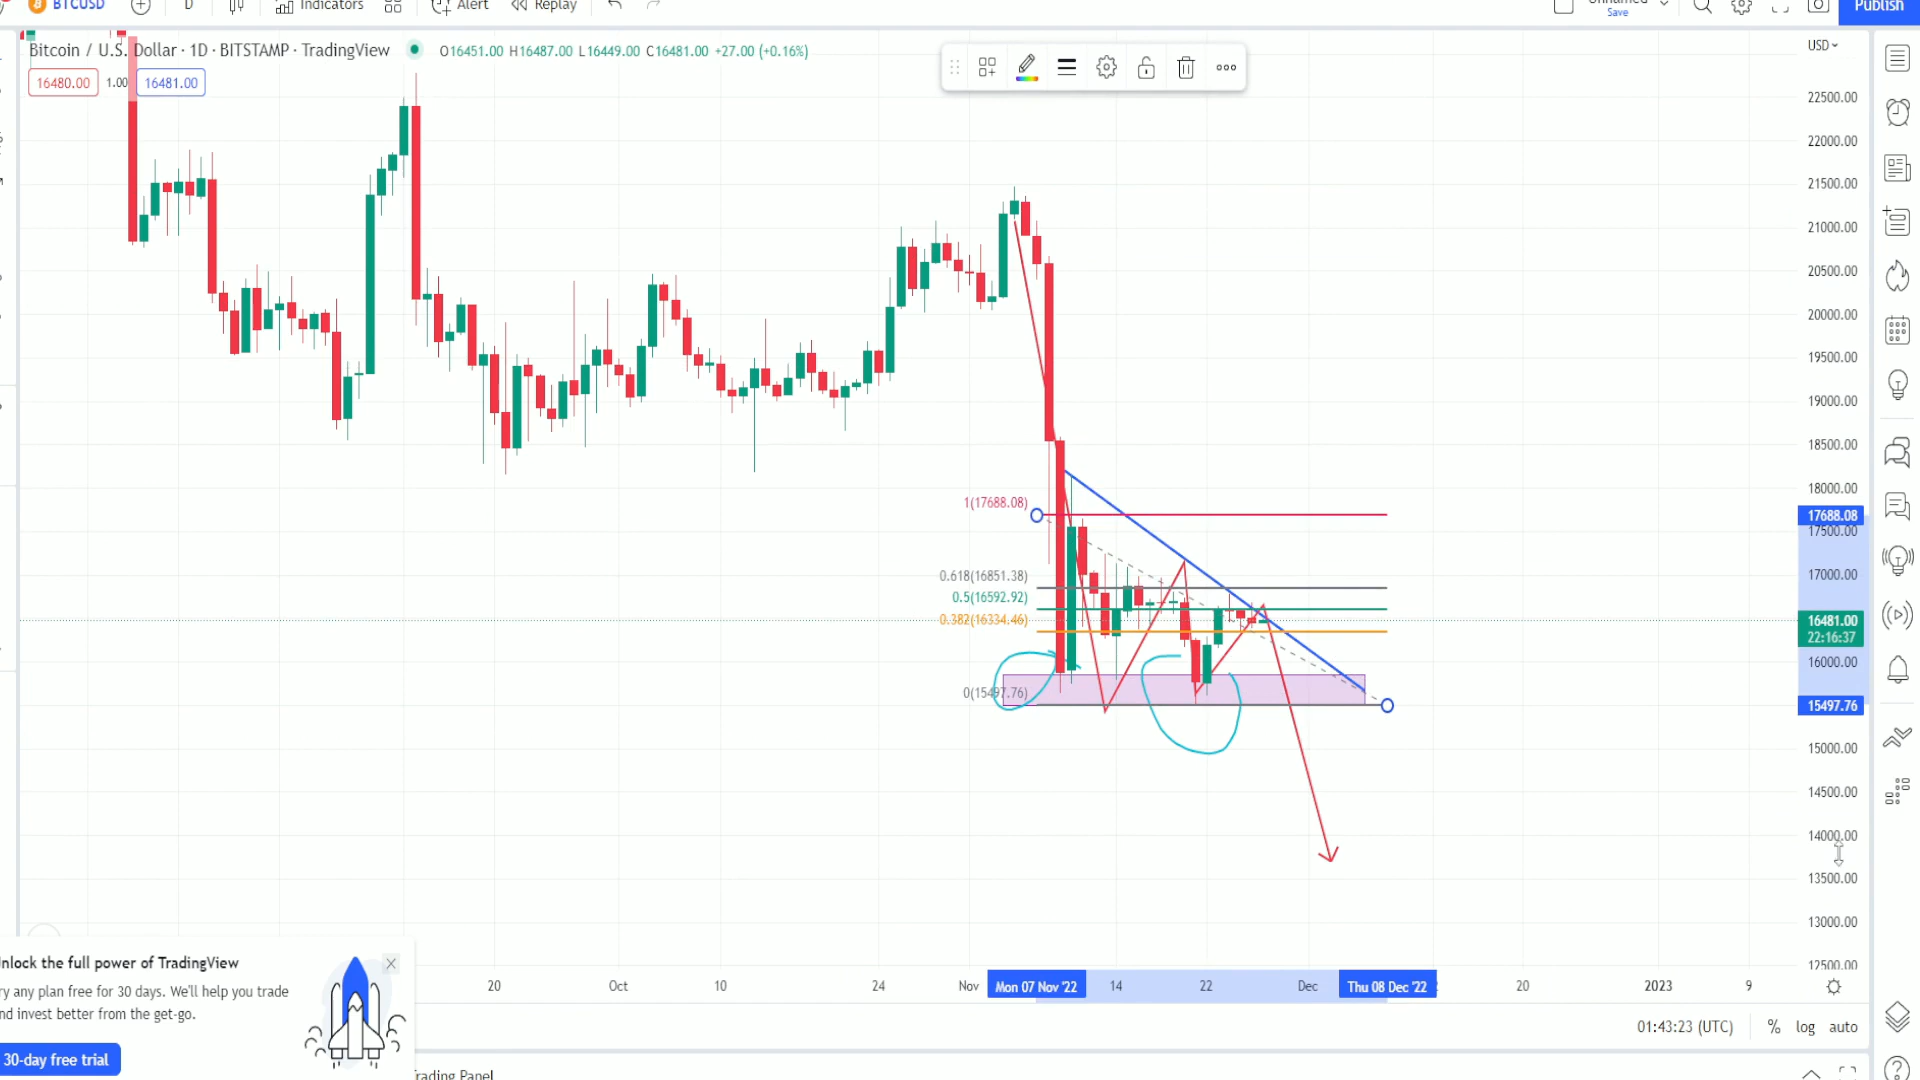 BTCUSD
D
Indicators
Alert
Replay
Save
Publish
Bitcoin / U.S. Dollar · 1D · BITSTAMP · TradingView
O16451.00 H16487.00 L16449.00 C16481.00 +27.00 (+0.16%)
USD
16480.00 1.00 16481.00
22500.00
22000.00
21500.00
21000.00
20500.00
20000.00
19500.00
19000.00
18500.00
18000.00
1(17688.08)
17688.08
17500.00
0.618(16851.38)
17000.00
0.5(16592.92)
0.382(16334.46)
16481.00
22:16:37
16000.00
0(15497.76)
15497.76
15000.00
14500.00
14000.00
13500.00
13000.00
12500.00
20 Oct 10 24 Nov Mon 07 Nov '22 14 22 Dec Thu 08 Dec '22 20 2023 9
nlock the full power of TradingView
ry any plan free for 30 days. We'll help you trade
nd invest better from the get-go.
30-day free trial
01:43:23 (UTC) % log auto
rading Panel